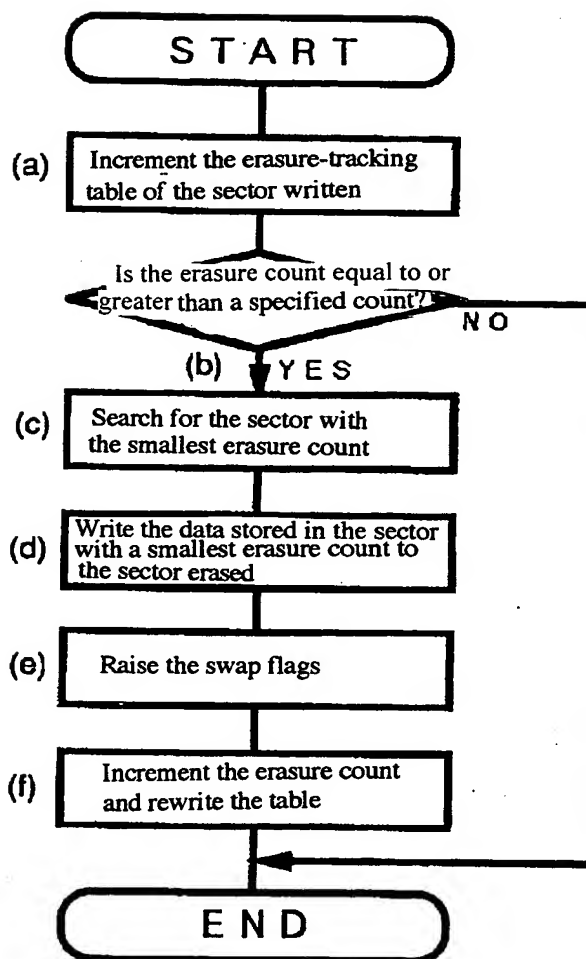 START
(a)
Increment the erasure-tracking
table of the sector written
Is the erasure count equal to or
greater than a specified count?
NO
(b)
YES
(c)
Search for the sector with
the smallest erasure count
(d)
Write the data stored in the sector
with a smallest erasure count to
the sector erased
(e)
Raise the swap flags
(f)
Increment the erasure count
and rewrite the table
END